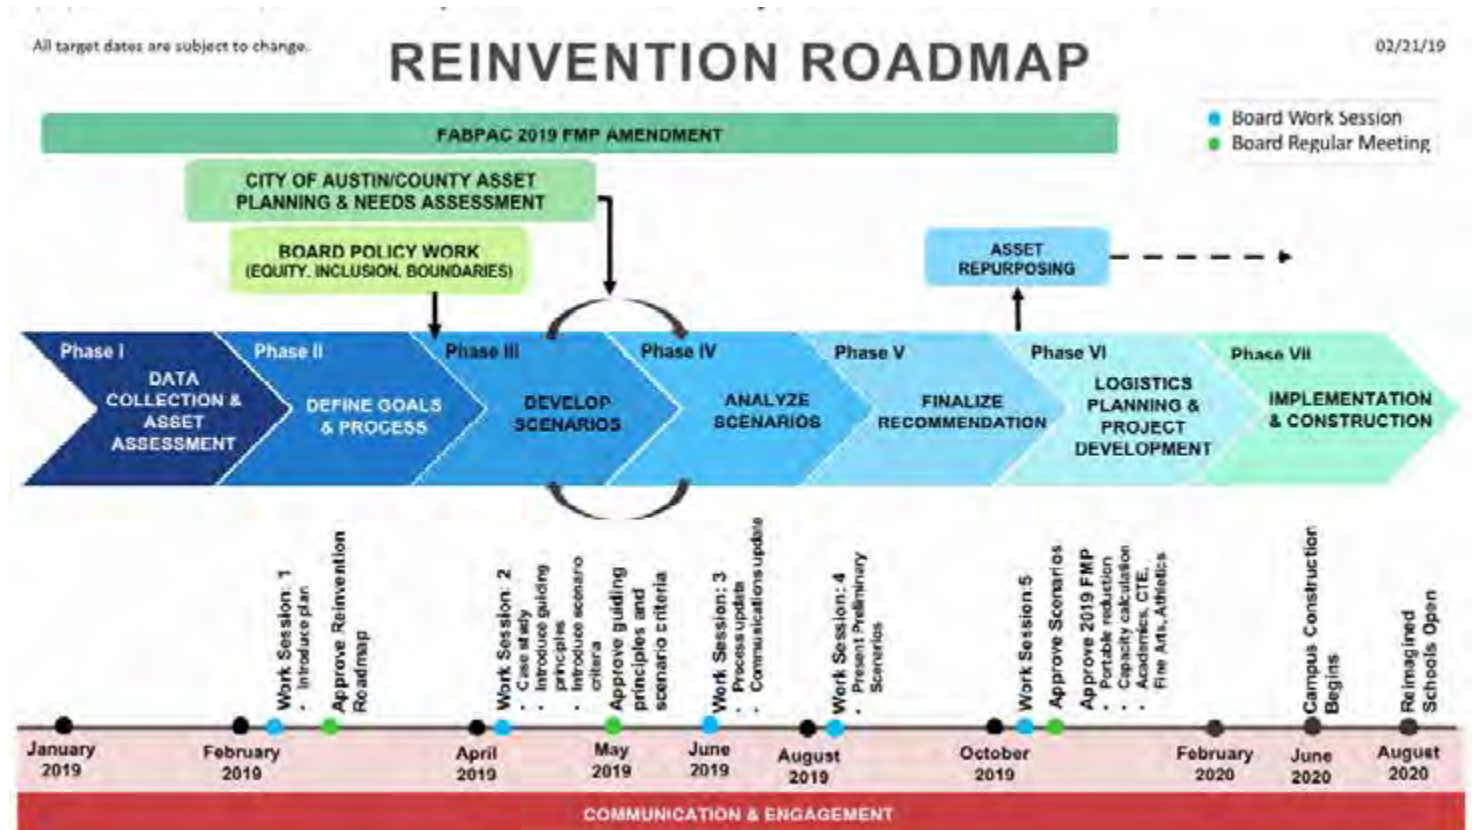 All target dates are subject to change.
REINVENTION ROADMAP
02/21/19
Board Work Session
Board Regular Meeting
FABPAC 2019 FMP AMENDMENT
CITY OF AUSTIN/COUNTY ASSET
PLANNING & NEEDS ASSESSMENT
BOARD POLICY WORK
(EQUITY, INCLUSION, BOUNDARIES)
ASSET
REPURPOSING
Phase I
DATA
COLLECTION &
ASSET
ASSESSMENT
Phase II
DEFINE GOALS
& PROCESS
Phase III
DEVELOP
SCENARIOS
Phase IV
ANALYZE
SCENARIOS
Phase V
FINALIZE
RECOMMENDATION
Phase VI
LOGISTICS
PLANNING &
PROJECT
DEVELOPMENT
Phase VII
IMPLEMENTATION
& CONSTRUCTION
Work Session: 1
- Introduce plan
Approve Reinvention
Roadmap
Work Session: 2
- Case study
- Introduce guiding
principles
- Introduce scenario
criteria
Approve guiding
principles and
scenario criteria
Work Session: 3
- Process update
- Communications update
Work Session: 4
- Present Preliminary
Scenerios
Work Session: 5
Approve Scenarios
Approve 2019 FMP
- Portable reduction
- Capacity calculation
- Academics, CTE,
Fine Arts, Athletics
Campus Construction
Begins
Reimagined
Schools Open
January
2019
February
2019
April
2019
May
2019
June
2019
August
2019
October
2019
February
2020
June
2020
August
2020
COMMUNICATION & ENGAGEMENT